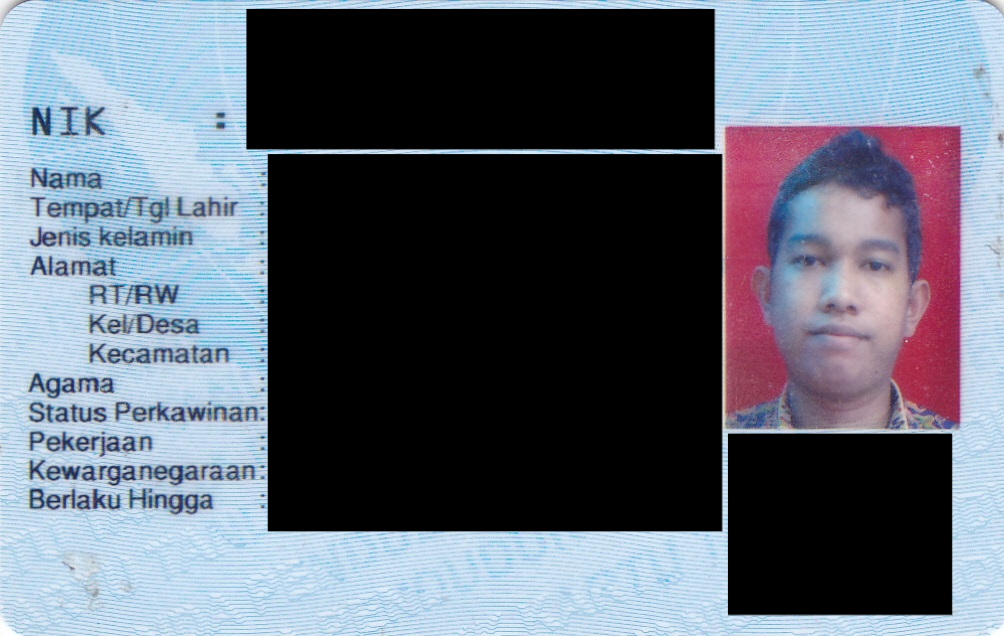 NIK :
Nama :
Tempat/Tgl Lahir :
Jenis kelamin :
Alamat :
RT/RW :
Kel/Desa :
Kecamatan :
Agama :
Status Perkawinan:
Pekerjaan :
Kewarganegaraan:
Berlaku Hingga :